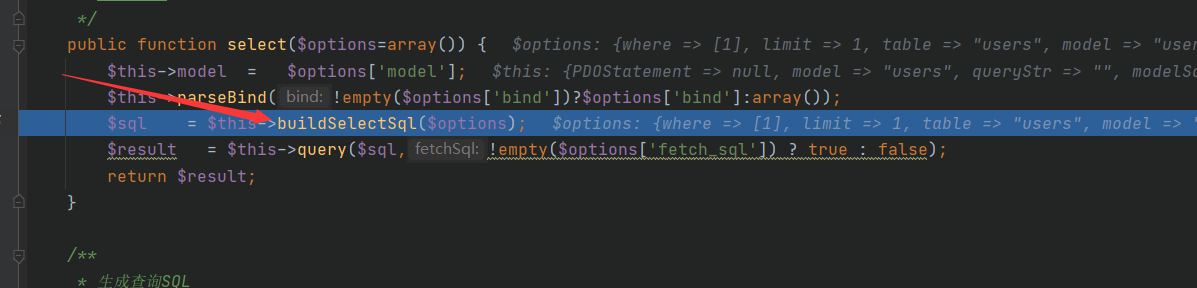 */
public function select($options=array()) {   $options: {where => [1], limit => 1, table => "users", model => "user
$this->model  =   $options['model'];   $this: {PDOStatement => null, model => "users", queryStr => "", modelSq
$this->parseBind( bind: !empty($options['bind'])?$options['bind']:array());
$sql    = $this->buildSelectSql($options);   $options: {where => [1], limit => 1, table => "users", model => "
$result   = $this->query($sql, fetchSql: !empty($options['fetch_sql']) ? true : false);
return $result;
}
/**
* 生成查询SQL